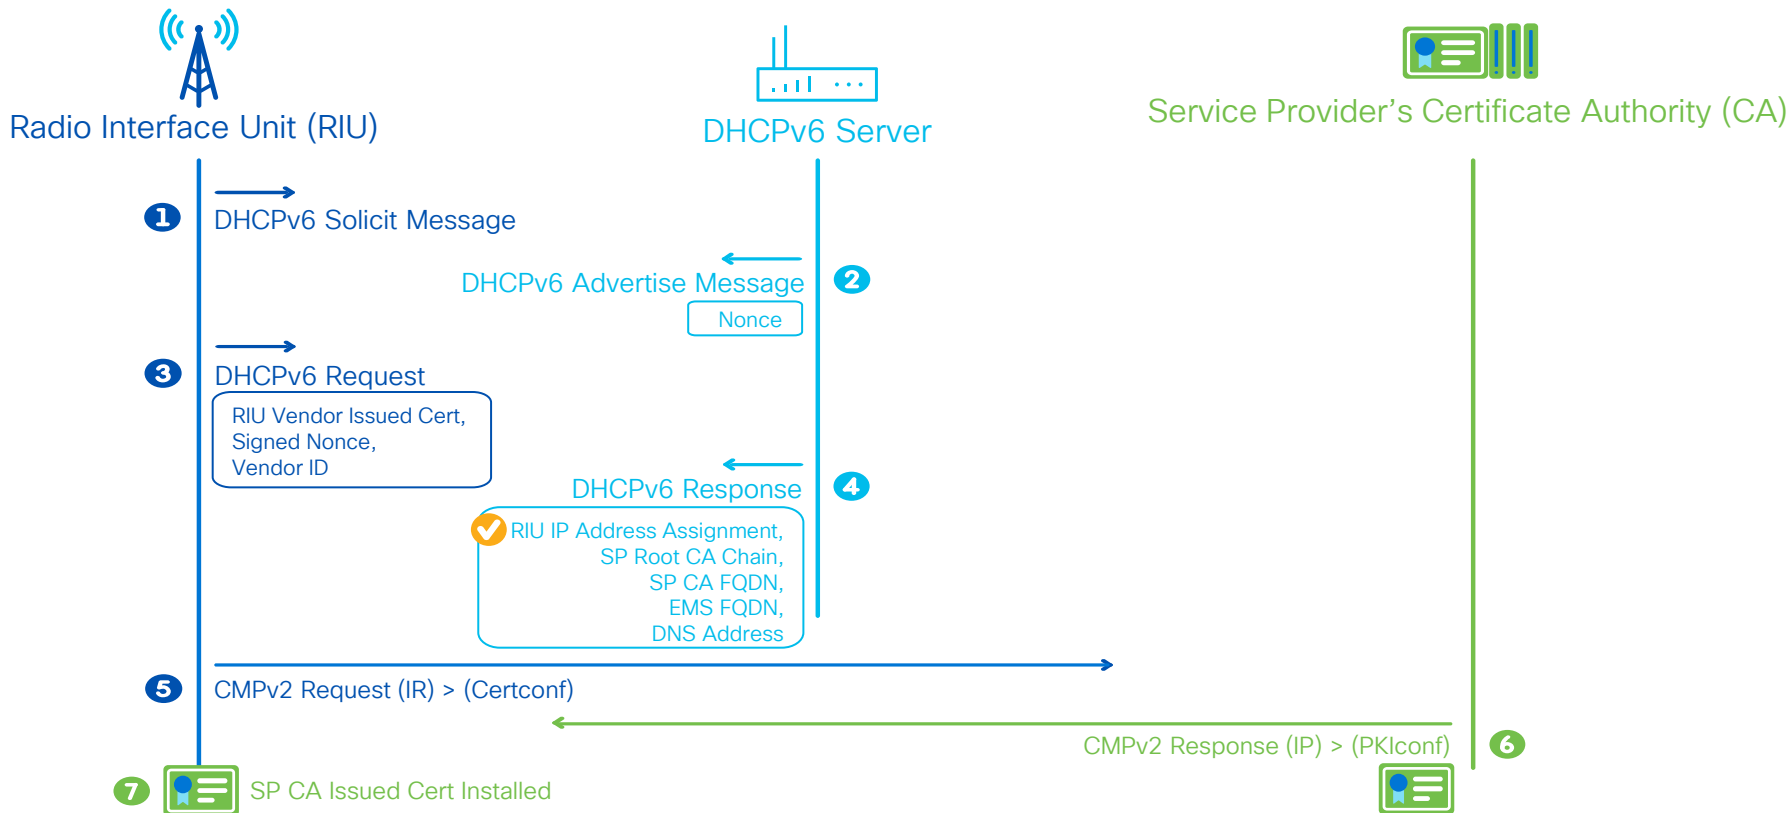 Radio Interface Unit (RIU)
DHCPv6 Server
Service Provider's Certificate Authority (CA)
1
DHCPv6 Solicit Message
DHCPv6 Advertise Message
2
Nonce
3
DHCPv6 Request
RIU Vendor Issued Cert,
Signed Nonce,
Vendor ID
DHCPv6 Response
4
RIU IP Address Assignment,
SP Root CA Chain,
SP CA FQDN,
EMS FQDN,
DNS Address
5
CMPv2 Request (IR) > (Certconf)
CMPv2 Response (IP) > (PKIconf)
6
7
SP CA Issued Cert Installed